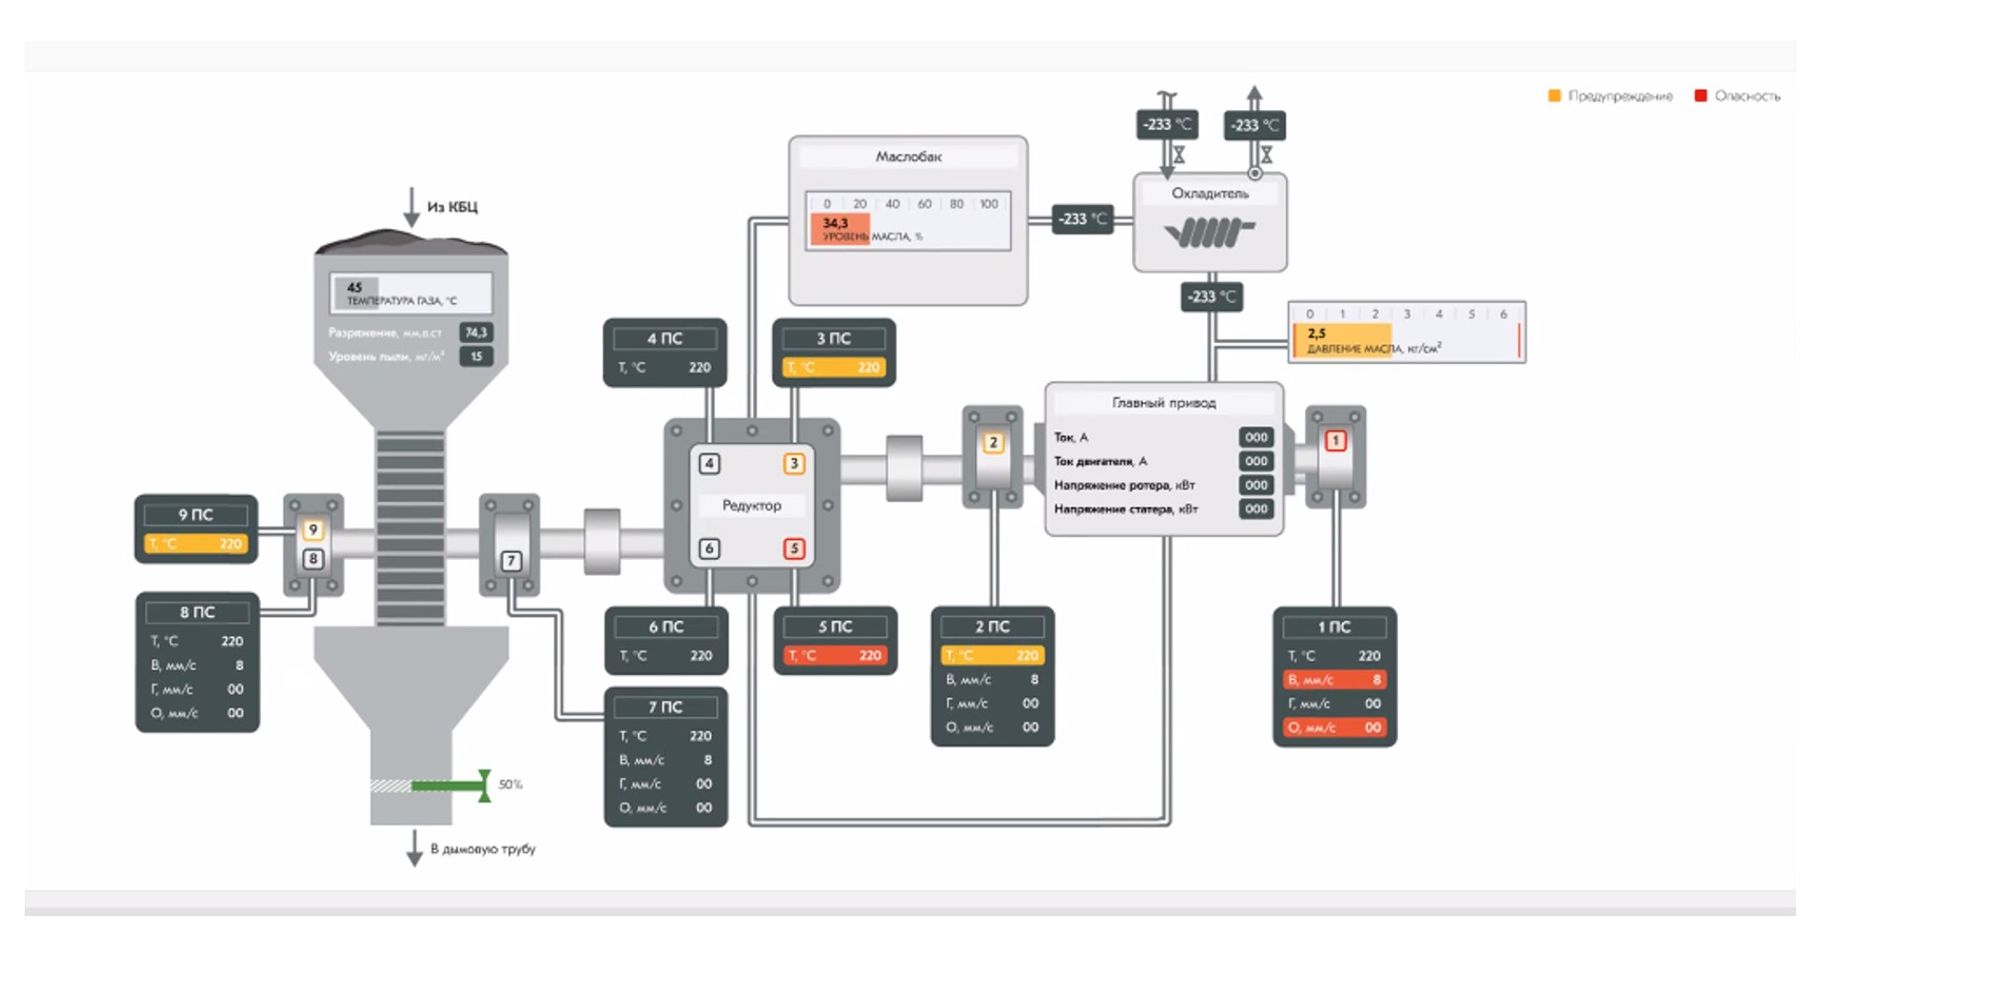 Предупреждение
Опасность
-233 °C
-233 °C
Маслобак
0 20 40 60 80 100
34,3
УРОВЕНЬ МАСЛА, %
-233 °C
Охладитель
-233 °C
0 1 2 3 4 5 6
2,5
ДАВЛЕНИЕ МАСЛА, кг/см²
Из КБЦ
45
ТЕМПЕРАТУРА ГАЗА, °C
Разряжение, мм.в.ст 74,3
Уровень пыли, мг/м³ 15
4 ПС
T, °C 220
3 ПС
T, °C 220
Главный привод
Ток, А 000
Ток двигателя, А 000
Напряжение ротора, кВт 000
Напряжение статера, кВт 000
4
3
Редуктор
6
5
2
1
9 ПС
T, °C 220
9
8
7
8 ПС
T, °C 220
В, мм/с 8
Г, мм/с 00
О, мм/с 00
6 ПС
T, °C 220
5 ПС
T, °C 220
2 ПС
T, °C 220
В, мм/с 8
Г, мм/с 00
О, мм/с 00
1 ПС
T, °C 220
В, мм/с 8
Г, мм/с 00
О, мм/с 00
7 ПС
T, °C 220
В, мм/с 8
Г, мм/с 00
О, мм/с 00
50%
В дымовую трубу